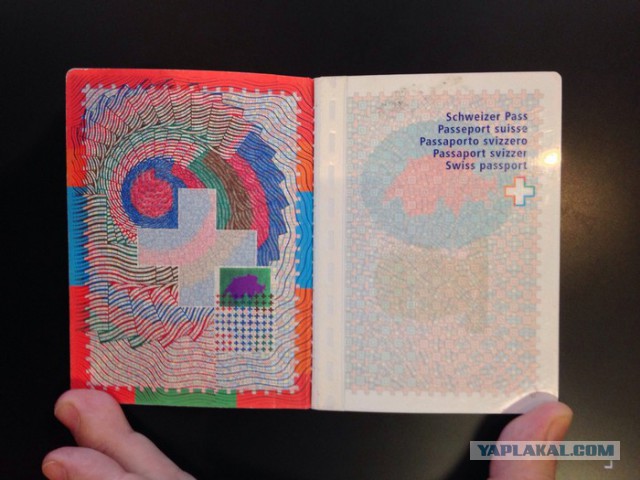 Schweizer Pass
Passeport suisse
Passaporto svizzero
Passaport svizzer
Swiss passport
YAPLAKAL.COM